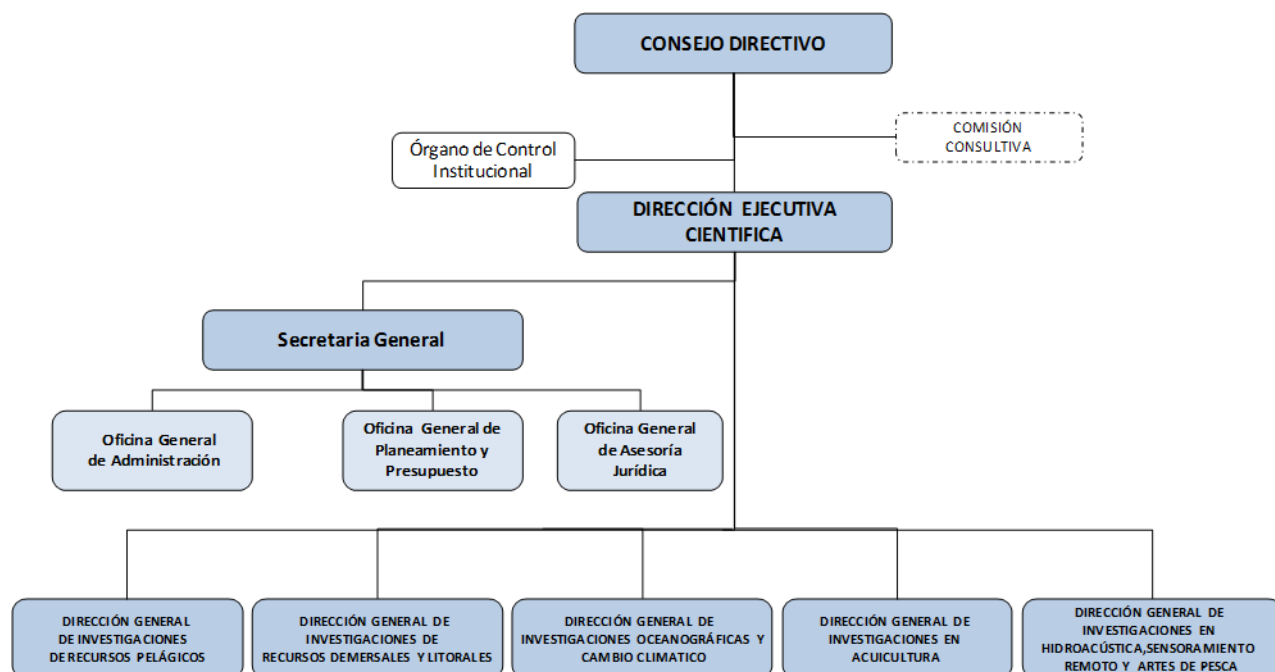 CONSEJO DIRECTIVO
COMISIÓN
CONSULTIVA
Órgano de Control
Institucional
DIRECCIÓN EJECUTIVA
CIENTIFICA
Secretaria General
Oficina General
de Administración
Oficina General de
Planeamiento y
Presupuesto
Oficina General
de Asesoría
Jurídica
DIRECCIÓN GENERAL
DE INVESTIGACIONES
DE RECURSOS PELÁGICOS
DIRECCIÓN GENERAL DE
INVESTIGACIONES DE
RECURSOS DEMERSALES Y LITORALES
DIRECCIÓN GENERAL DE
INVESTIGACIONES OCEANOGRÁFICAS Y
CAMBIO CLIMATICO
DIRECCIÓN GENERAL DE
INVESTIGACIONES EN
ACUICULTURA
DIRECCIÓN GENERAL DE
INVESTIGACIONES EN
HIDROACÚSTICA,SENSORAMIENTO
REMOTO Y ARTES DE PESCA